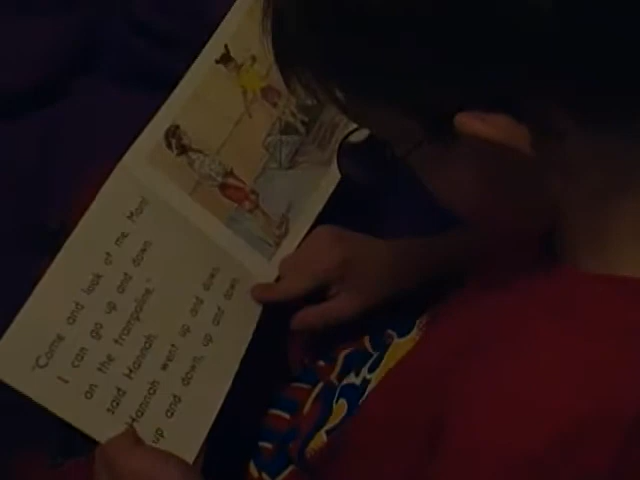 "Come and look at me, Mom!
I can go up and down
on the trampoline,"
said Hannah.
Hannah went up and down,
up and down, up and down.